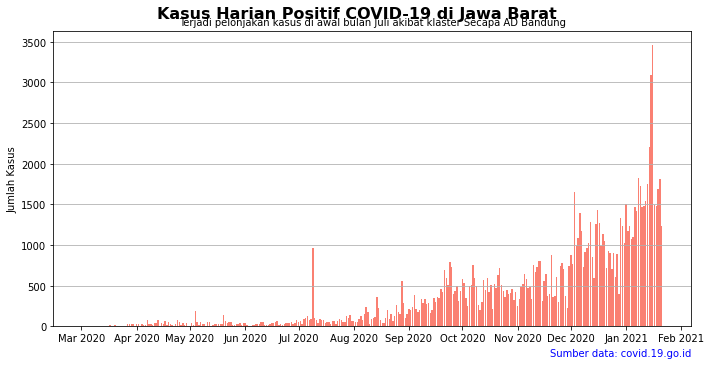 Kasus Harian Positif COVID-19 di Jawa Barat
Terjadi pelonjakan kasus di awal bulan Juli akibat klaster Secapa AD Bandung
3500
3000
2500
2000
1500
1000
500
0
Jumlah Kasus
Mar 2020 Apr 2020 May 2020 Jun 2020 Jul 2020 Aug 2020 Sep 2020 Oct 2020 Nov 2020 Dec 2020 Jan 2021 Feb 2021
Sumber data: covid.19.go.id